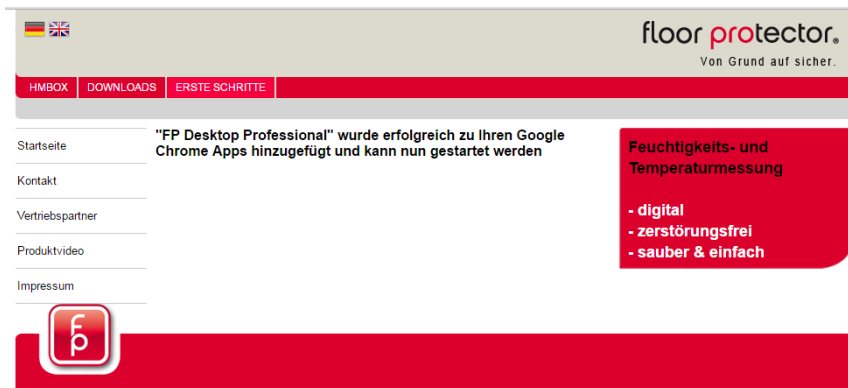 floor protector®
Von Grund auf sicher.
HMBOX DOWNLOADS ERSTE SCHRITTE
Startseite
Kontakt
Vertriebspartner
Produktvideo
Impressum
"FP Desktop Professional" wurde erfolgreich zu Ihren Google
Chrome Apps hinzugefügt und kann nun gestartet werden
Feuchtigkeits- und
Temperaturmessung
- digital
- zerstörungsfrei
- sauber & einfach
fp